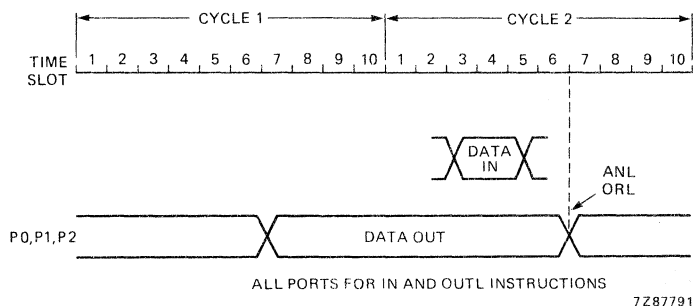 CYCLE 1 CYCLE 2
TIME SLOT 1 2 3 4 5 6 7 8 9 10 1 2 3 4 5 6 7 8 9 10
DATA
IN
ANL
ORL
P0,P1,P2 DATA OUT
ALL PORTS FOR IN AND OUTL INSTRUCTIONS
7Z87791